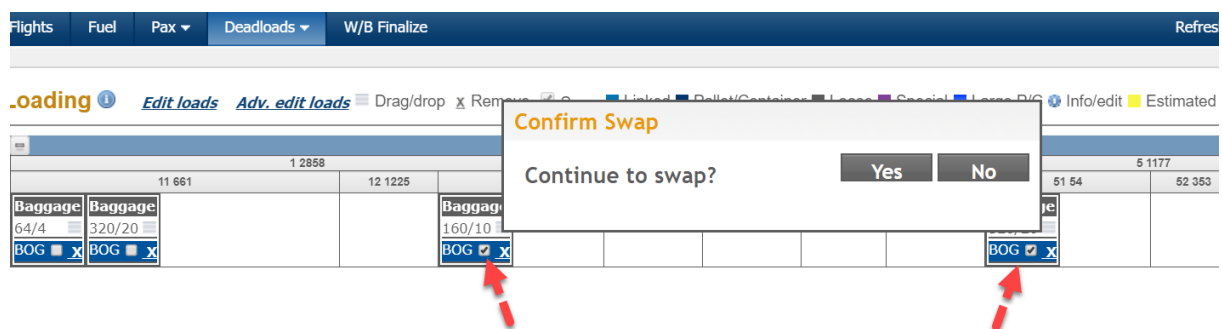 Flights Fuel Pax Deadloads W/B Finalize Refres
Loading Edit loads Adv. edit loads Drag/drop x Remove Linked Pallet/Container Loose Special Large P/C Info/edit Estimated
Confirm Swap
Continue to swap? Yes No
1 2858 5 1177
11 661 12 1225 51 54 52 353
Baggage Baggage Baggage
64/4 320/20 160/10
BOG X BOG X BOG X BOG X